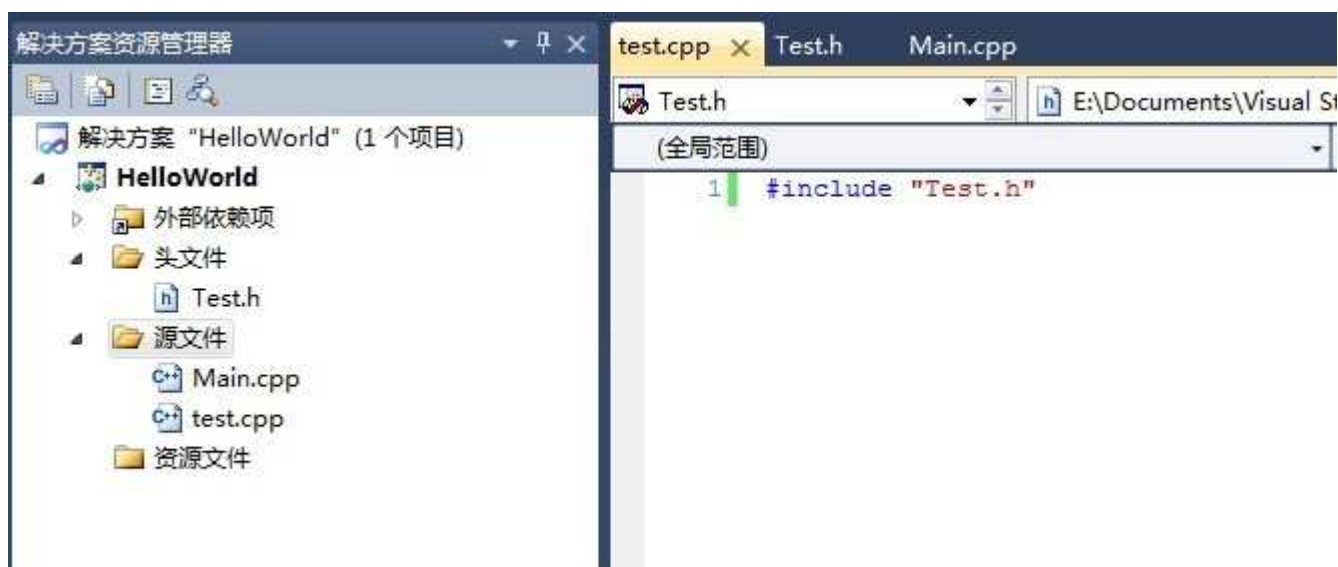 解决方案资源管理器
解决方案 "HelloWorld" (1 个项目)
HelloWorld
外部依赖项
头文件
Test.h
源文件
Main.cpp
test.cpp
资源文件
test.cpp Test.h Main.cpp
Test.h E:\Documents\Visual St
(全局范围)
1 #include "Test.h"